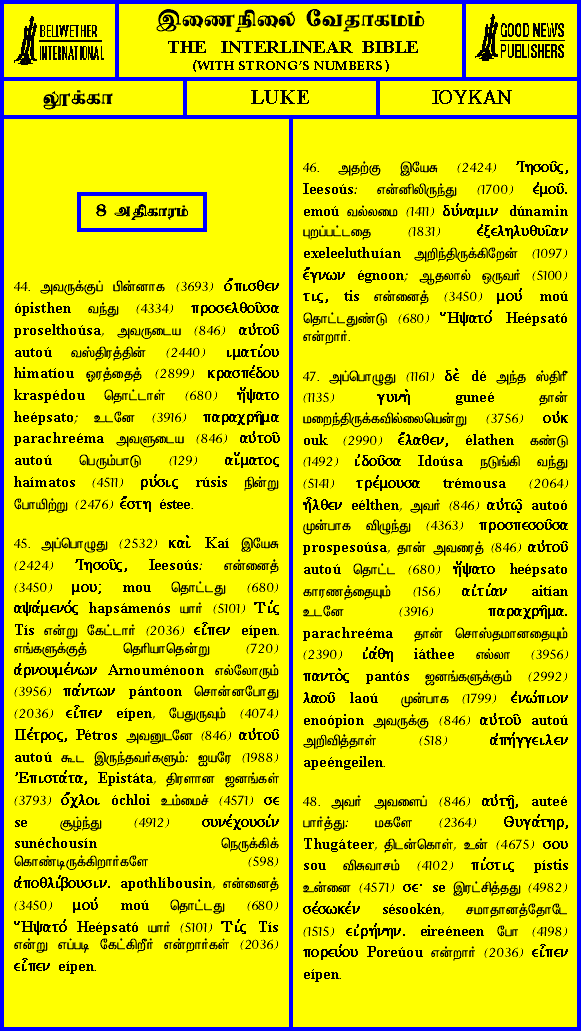 BELLWETHER
INTERNATIONAL
இணைநிலை வேதாகமம்
THE INTERLINEAR BIBLE
(WITH STRONG'S NUMBERS)
GOOD NEWS
PUBLISHERS
லூக்கா
LUKE
ΙΟΥΚΑΝ
8 அதிகாரம்
44. அவருக்குப் பின்னாக (3693) ὄπισθεν
ópisthen வந்து (4334) προσελθοῦσα
proselthoúsa, அவருடைய (846) αὐτοῦ
autoú வஸ்திரத்தின் (2440) ιματίου
himatíou ஓரத்தைத் (2899) κρασπέδου
kraspédou தொட்டாள் (680) ἥψατο
heépsato; உடனே (3916) παραχρῆμα
parachreéma அவளுடைய (846) αὐτοῦ
autoú பெரும்பாடு (129) αἵματος
haímatos (4511) ρύσις rúsis நின்று
போயிற்று (2476) ἔστη éstee.
45. அப்பொழுது (2532) καὶ Kaí இயேசு
(2424) Ἰησοῦς, Ieesoús: என்னைத்
(3450) μου; mou தொட்டது (680)
αψάμενός hapsámenós யார் (5101) Τίς
Tís என்று கேட்டார் (2036) εἶπεν eípen.
எங்களுக்குத் தெரியாதென்று (720)
ἀρνουμένων Arnouménoon எல்லோரும்
(3956) πάντων pántoon சொன்னபோது
(2036) εἶπεν eípen, பேதுருவும் (4074)
Πέτρος, Pétros அவனுடனே (846) αὐτοῦ
autoú கூட இருந்தவர்களும்: ஐயரே (1988)
Ἐπιστάτα, Epistáta, திரளான ஜனங்கள்
(3793) ὄχλοι óchloi உம்மைச் (4571) σε
se சூழ்ந்து (4912) συνέχουσίν
sunéchousín நெருக்கிக்
கொண்டிருக்கிறார்களே (598)
ἀποθλίβουσιν. apothlíbousin, என்னைத்
(3450) μού moú தொட்டது (680)
Ἥψατό Heépsató யார் (5101) Τίς Tís
என்று எப்படி கேட்கிறீர் என்றார்கள் (2036)
εἶπεν eípen.
46. அதற்கு இயேசு (2424) Ἰησοῦς,
Ieesoús: என்னிலிருந்து (1700) ἐμοῦ.
emoú வல்லமை (1411) δύναμιν dúnamin
புறப்பட்டதை (1831) ἐξεληλυθυῖαν
exeleeluthuían அறிந்திருக்கிறேன் (1097)
ἔγνων égnoon; ஆதலால் ஒருவர் (5100)
τις, tis என்னைத் (3450) μού moú
தொட்டதுண்டு (680) Ἥψατό Heépsató
என்றார்.
47. அப்பொழுது (1161) δὲ dé அந்த ஸ்திரீ
(1135) γυνὴ guneé தான்
மறைந்திருக்கவில்லையென்று (3756) οὐκ
ouk (2990) ἔλαθεν, élathen கண்டு
(1492) ἰδοῦσα Idoúsa நடுங்கி வந்து
(5141) τρέμουσα trémousa (2064)
ἦλθεν eélthen, அவர் (846) αὐτῷ autoó
முன்பாக விழுந்து (4363) προσπεσοῦσα
prospesoúsa, தான் அவரைத் (846) αὐτοῦ
autoú தொட்ட (680) ἥψατο heépsato
காரணத்தையும் (156) αἰτίαν aitían
உடனே (3916) παραχρῆμα.
parachreéma தான் சொஸ்தமானதையும்
(2390) ἰάθη iáthee எல்லா (3956)
παντὸς pantós ஜனங்களுக்கும் (2992)
λαοῦ laoú முன்பாக (1799) ἐνώπιον
enoópion அவருக்கு (846) αὐτοῦ autoú
அறிவித்தாள் (518) ἀπήγγειλεν
apeéngeilen.
48. அவர் அவளைப் (846) αὐτῇ, auteé
பார்த்து: மகளே (2364) Θυγάτηρ,
Thugáteer, திடன்கொள், உன் (4675) σου
sou விசுவாசம் (4102) πίστις pístis
உன்னை (4571) σε· se இரட்சித்தது (4982)
σέσωκέν sésookén, சமாதானத்தோடே
(1515) εἰρήνην. eireéneen போ (4198)
πορεύου Poreúou என்றார் (2036) εἶπεν
eípen.